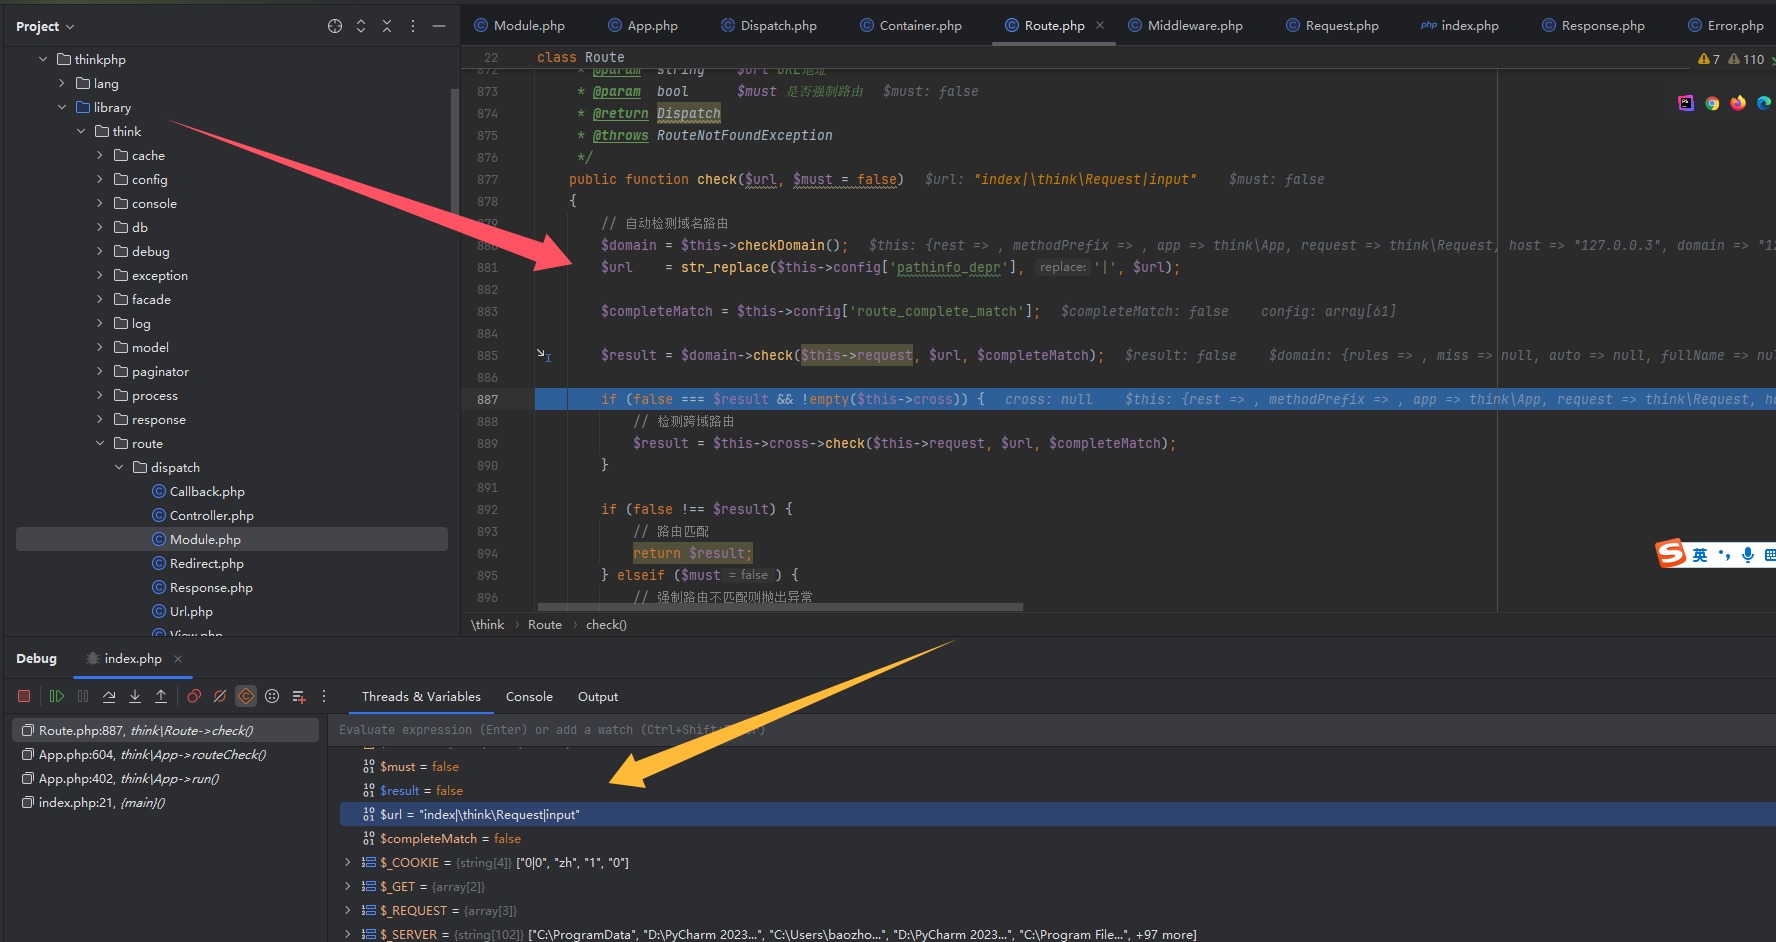 Project
Module.php
App.php
Dispatch.php
Container.php
Route.php
Middleware.php
Request.php
php index.php
Response.php
Error.php
thinkphp
lang
library
think
cache
config
console
db
debug
exception
facade
log
model
paginator
process
response
route
dispatch
Callback.php
Controller.php
Module.php
Redirect.php
Response.php
Url.php
View.php
22 class Route
7 110
872 * @param string $url URL地址
873 * @param bool $must 是否强制路由 $must: false
874 * @return Dispatch
875 * @throws RouteNotFoundException
876 */
877 public function check($url, $must = false) $url: "index|\think\Request|input" $must: false
878 {
879 // 自动检测域名路由
880 $domain = $this->checkDomain(); $this: {rest => , methodPrefix => , app => think\App, request => think\Request, host => "127.0.0.3", domain => "12
881 $url = str_replace($this->config['pathinfo_depr'], replace: '|', $url);
882
883 $completeMatch = $this->config['route_complete_match']; $completeMatch: false config: array[61]
884
885 $result = $domain->check($this->request, $url, $completeMatch); $result: false $domain: {rules => , miss => null, auto => null, fullName => nu
886
887 if (false === $result && !empty($this->cross)) { cross: null $this: {rest => , methodPrefix => , app => think\App, request => think\Request, ho
888 // 检测跨域路由
889 $result = $this->cross->check($this->request, $url, $completeMatch);
890 }
891
892 if (false !== $result) {
893 // 路由匹配
894 return $result;
895 } elseif ($must = false ) {
896 // 强制路由不匹配则抛出异常
\think > Route > check()
英
Debug
index.php
Threads & Variables
Console
Output
Route.php:887, think\Route->check()
App.php:604, think\App->routeCheck()
App.php:402, think\App->run()
index.php:21, {main}()
Evaluate expression (Enter) or add a watch (Ctrl+Shift+Enter)
$must = false
$result = false
$url = "index|\think\Request|input"
$completeMatch = false
$_COOKIE = {string[4]} ["0|0", "zh", "1", "0"]
$_GET = {array[2]}
$_REQUEST = {array[3]}
$_SERVER = {string[102]} ["C:\ProgramData", "D:\PyCharm 2023...", "C:\Users\baozho...", "D:\PyCharm 2023...", "C:\Program File...", +97 more]